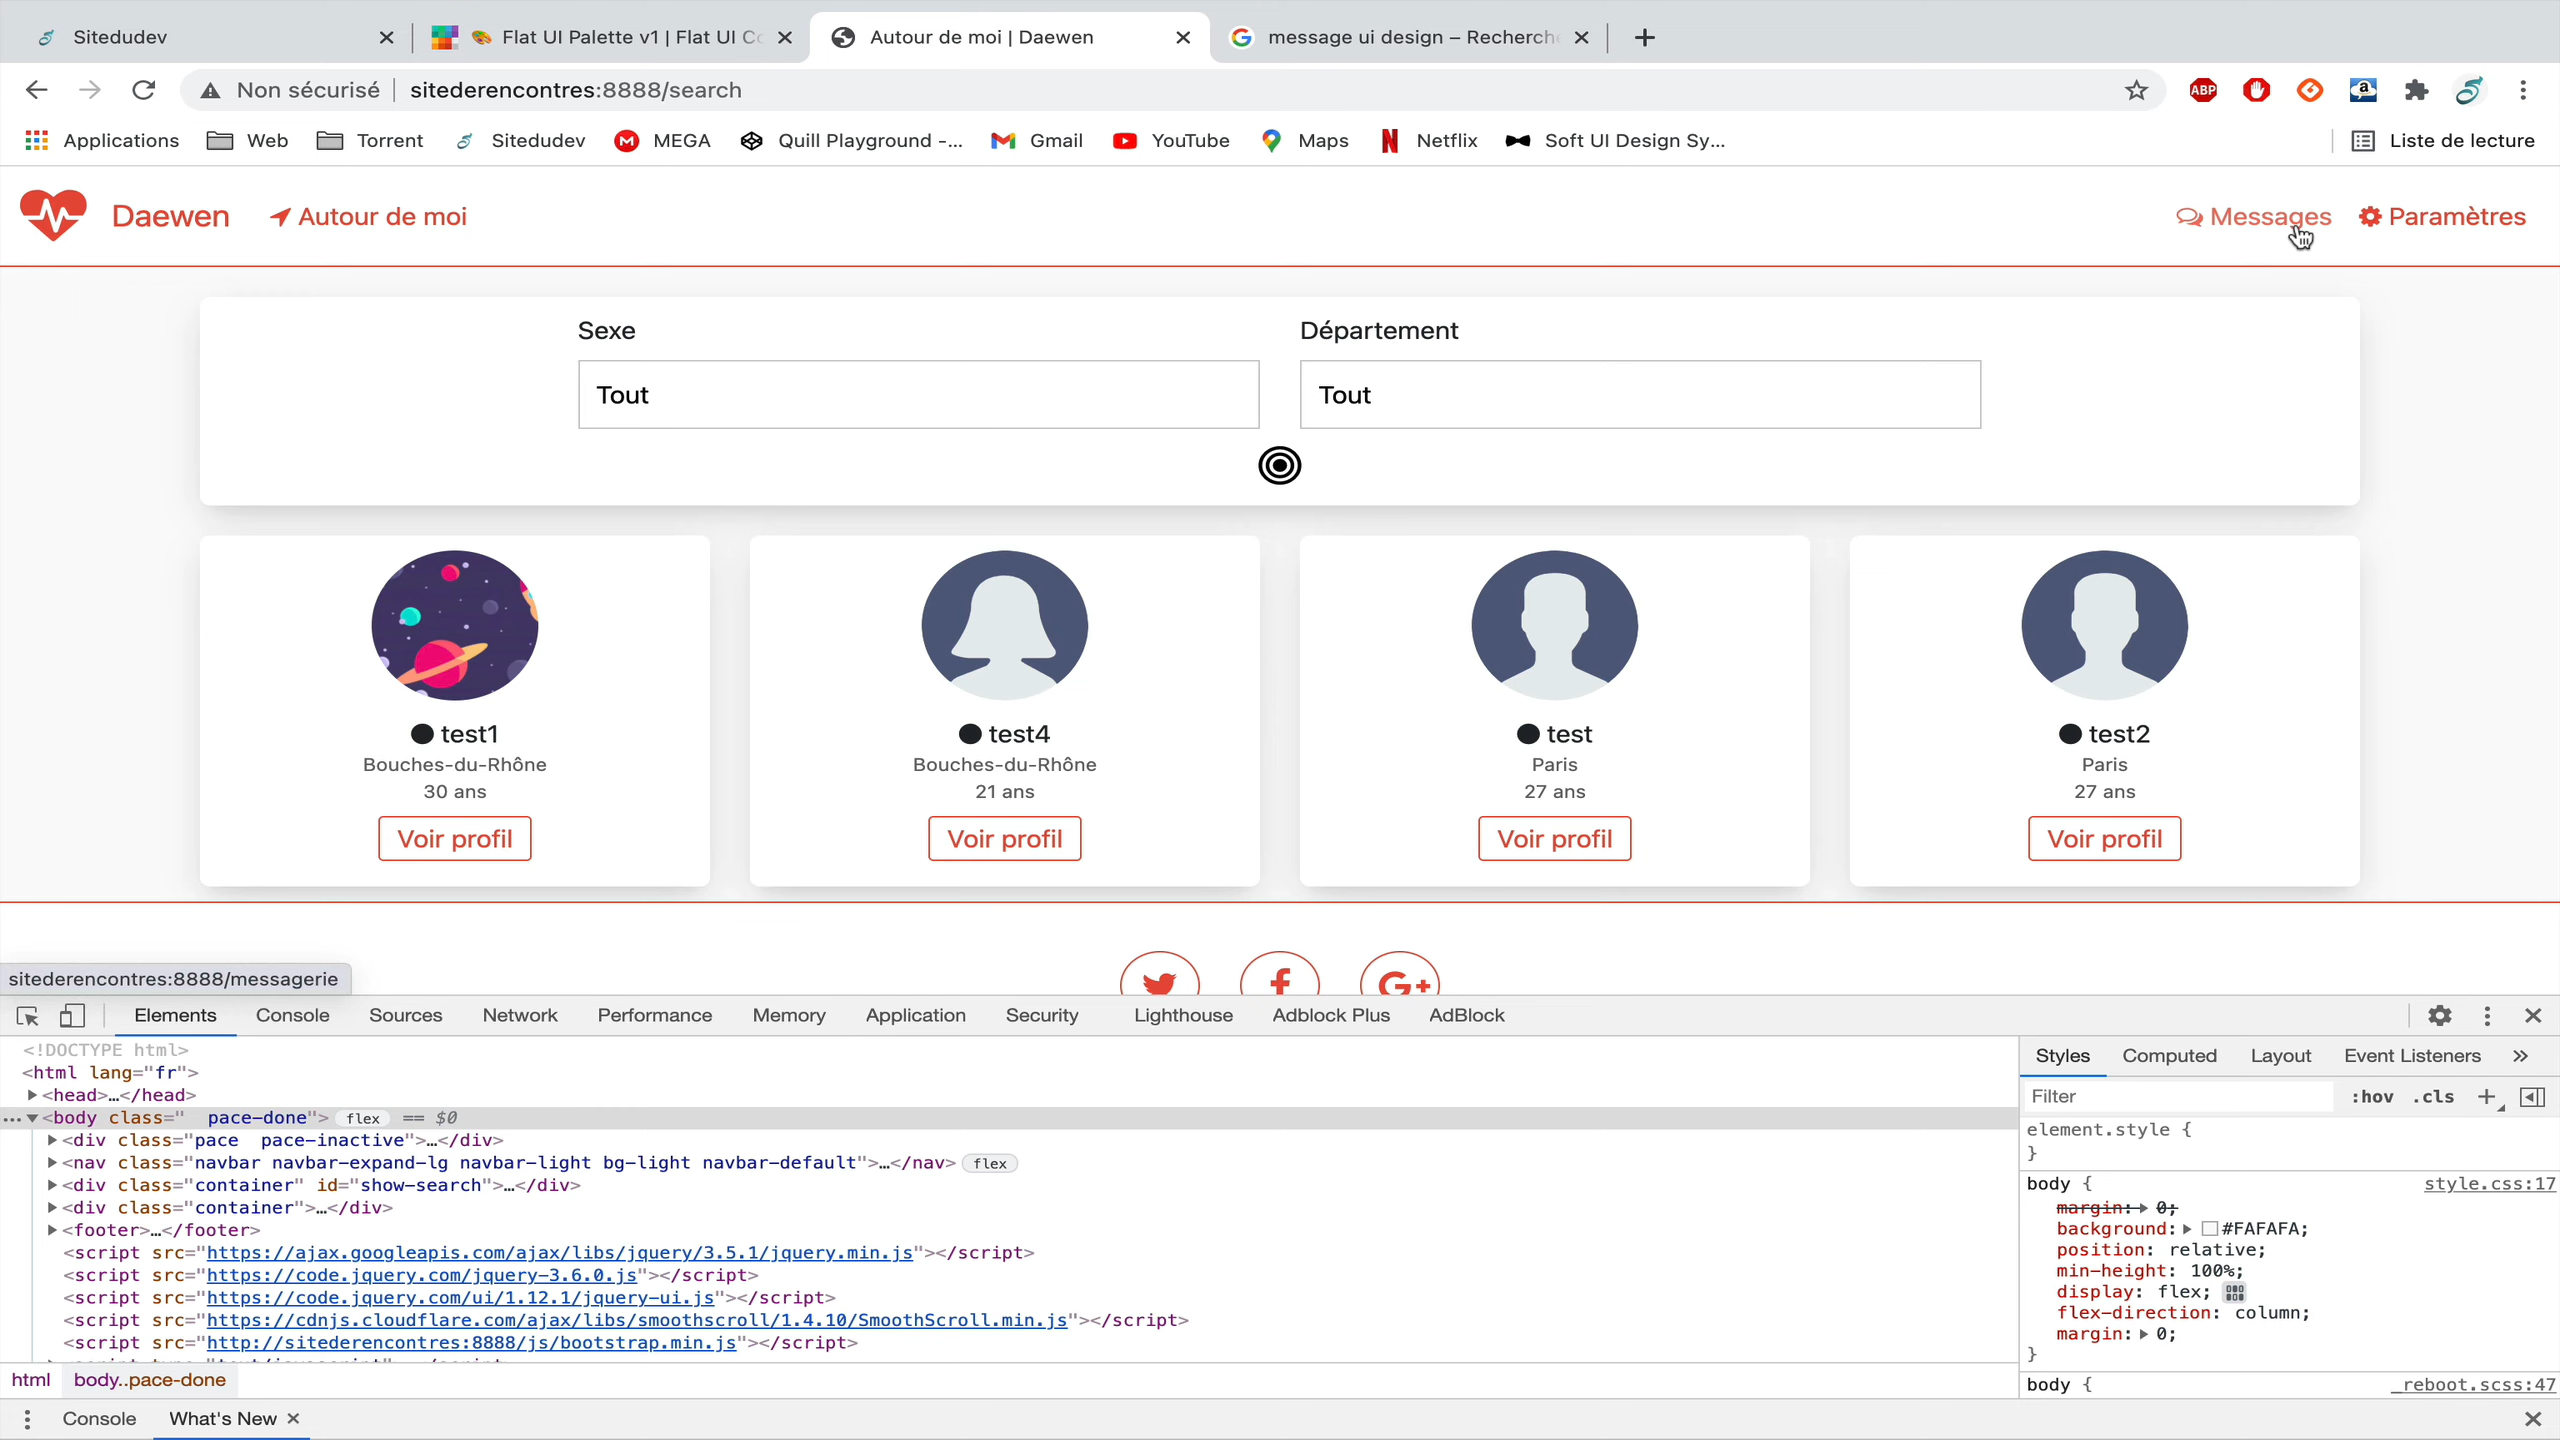 Sitedudev
Flat UI Palette v1 | Flat UI Co
Autour de moi | Daewen
message ui design – Recherche
Non sécurisé
sitederencontres:8888/search
ABP
Applications
Web
Torrent
Sitedudev
MEGA
Quill Playground -...
Gmail
YouTube
Maps
Netflix
Soft UI Design Sy...
Liste de lecture
Daewen
Autour de moi
Messages
Paramètres
Sexe
Département
Tout
Tout
test1
Bouches-du-Rhône
30 ans
Voir profil
test4
Bouches-du-Rhône
21 ans
Voir profil
test
Paris
27 ans
Voir profil
test2
Paris
27 ans
Voir profil
sitederencontres:8888/messagerie
Elements
Console
Sources
Network
Performance
Memory
Application
Security
Lighthouse
Adblock Plus
AdBlock
<!DOCTYPE html>
<html lang="fr">
<head>…</head>
<body class="  pace-done"> flex == $0
<div class="pace  pace-inactive">…</div>
<nav class="navbar navbar-expand-lg navbar-light bg-light navbar-default">…</nav> flex
<div class="container" id="show-search">…</div>
<div class="container">…</div>
<footer>…</footer>
<script src="https://ajax.googleapis.com/ajax/libs/jquery/3.5.1/jquery.min.js"></script>
<script src="https://code.jquery.com/jquery-3.6.0.js"></script>
<script src="https://code.jquery.com/ui/1.12.1/jquery-ui.js"></script>
<script src="https://cdnjs.cloudflare.com/ajax/libs/smoothscroll/1.4.10/SmoothScroll.min.js"></script>
<script src="http://sitederencontres:8888/js/bootstrap.min.js"></script>
html
body..pace-done
Styles
Computed
Layout
Event Listeners
Filter
:hov
.cls
element.style {
}
body {
style.css:17
margin: 0;
background: #FAFAFA;
position: relative;
min-height: 100%;
display: flex;
flex-direction: column;
margin: 0;
}
body {
_reboot.scss:47
Console
What's New